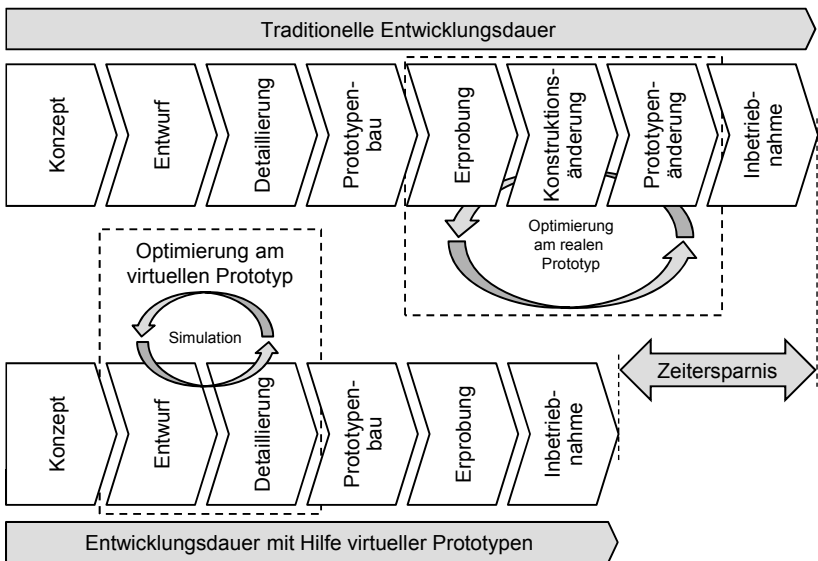 Traditionelle Entwicklungsdauer
Konzept
Entwurf
Detaillierung
Prototypen-
bau
Erprobung
Konstruktions-
änderung
Prototypen-
änderung
Inbetrieb-
nahme
Optimierung
am realen
Prototyp
Optimierung am
virtuellen Prototyp
Simulation
Zeitersparnis
Konzept
Entwurf
Detaillierung
Prototypen-
bau
Erprobung
Inbetrieb-
nahme
Entwicklungsdauer mit Hilfe virtueller Prototypen